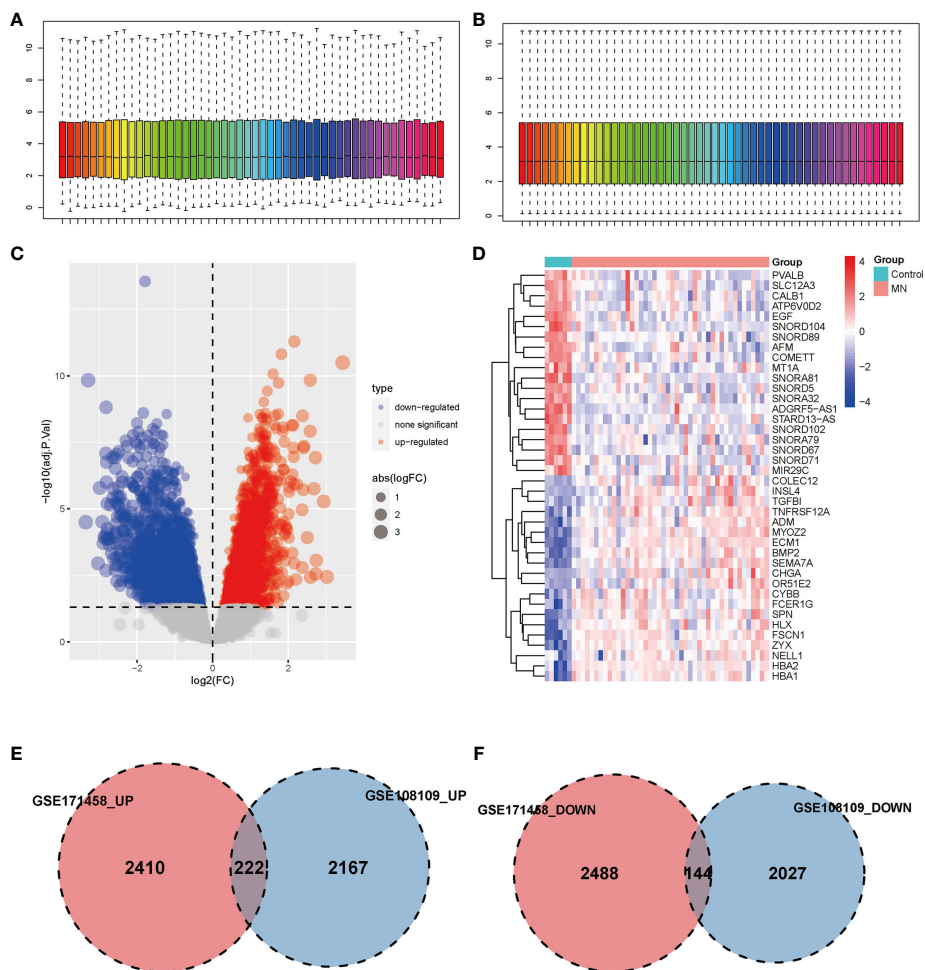 A
10
8
6
4
2
0
B
10
8
6
4
2
0
C
10
5
0
−log10(adj.P.Val)
−2
0
2
log2(FC)
type
down-regulated
none significant
up-regulated
abs(logFC)
1
2
3
D
Group
PVALB
SLC12A3
CALB1
ATP6V0D2
EGF
SNORD104
SNORD89
AFM
COMETT
MT1A
SNORA81
SNORD5
SNORA32
ADGRF5-AS1
STARD13-AS
SNORD102
SNORA79
SNORD67
SNORD71
MIR29C
COLEC12
INSL4
TGFBI
TNFRSF12A
ADM
MYOZ2
ECM1
BMP2
SEMA7A
CHGA
OR51E2
CYBB
FCER1G
SPN
HLX
FSCN1
ZYX
NELL1
HBA2
HBA1
4
2
0
−2
−4
Group
Control
MN
E
GSE171458_UP
GSE108109_UP
2410
222
2167
F
GSE171458_DOWN
GSE108109_DOWN
2488
144
2027